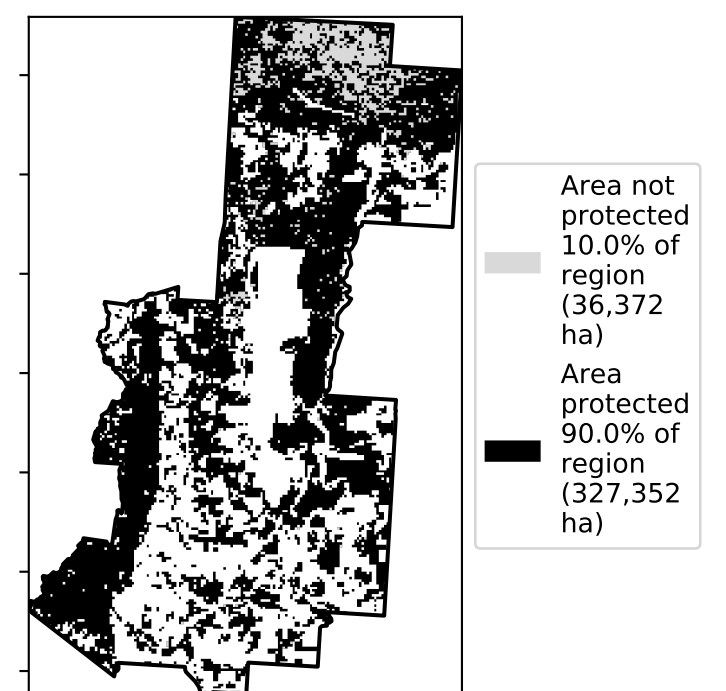 Area not
protected
10.0% of
region
(36,372
ha)
Area
protected
90.0% of
region
(327,352
ha)